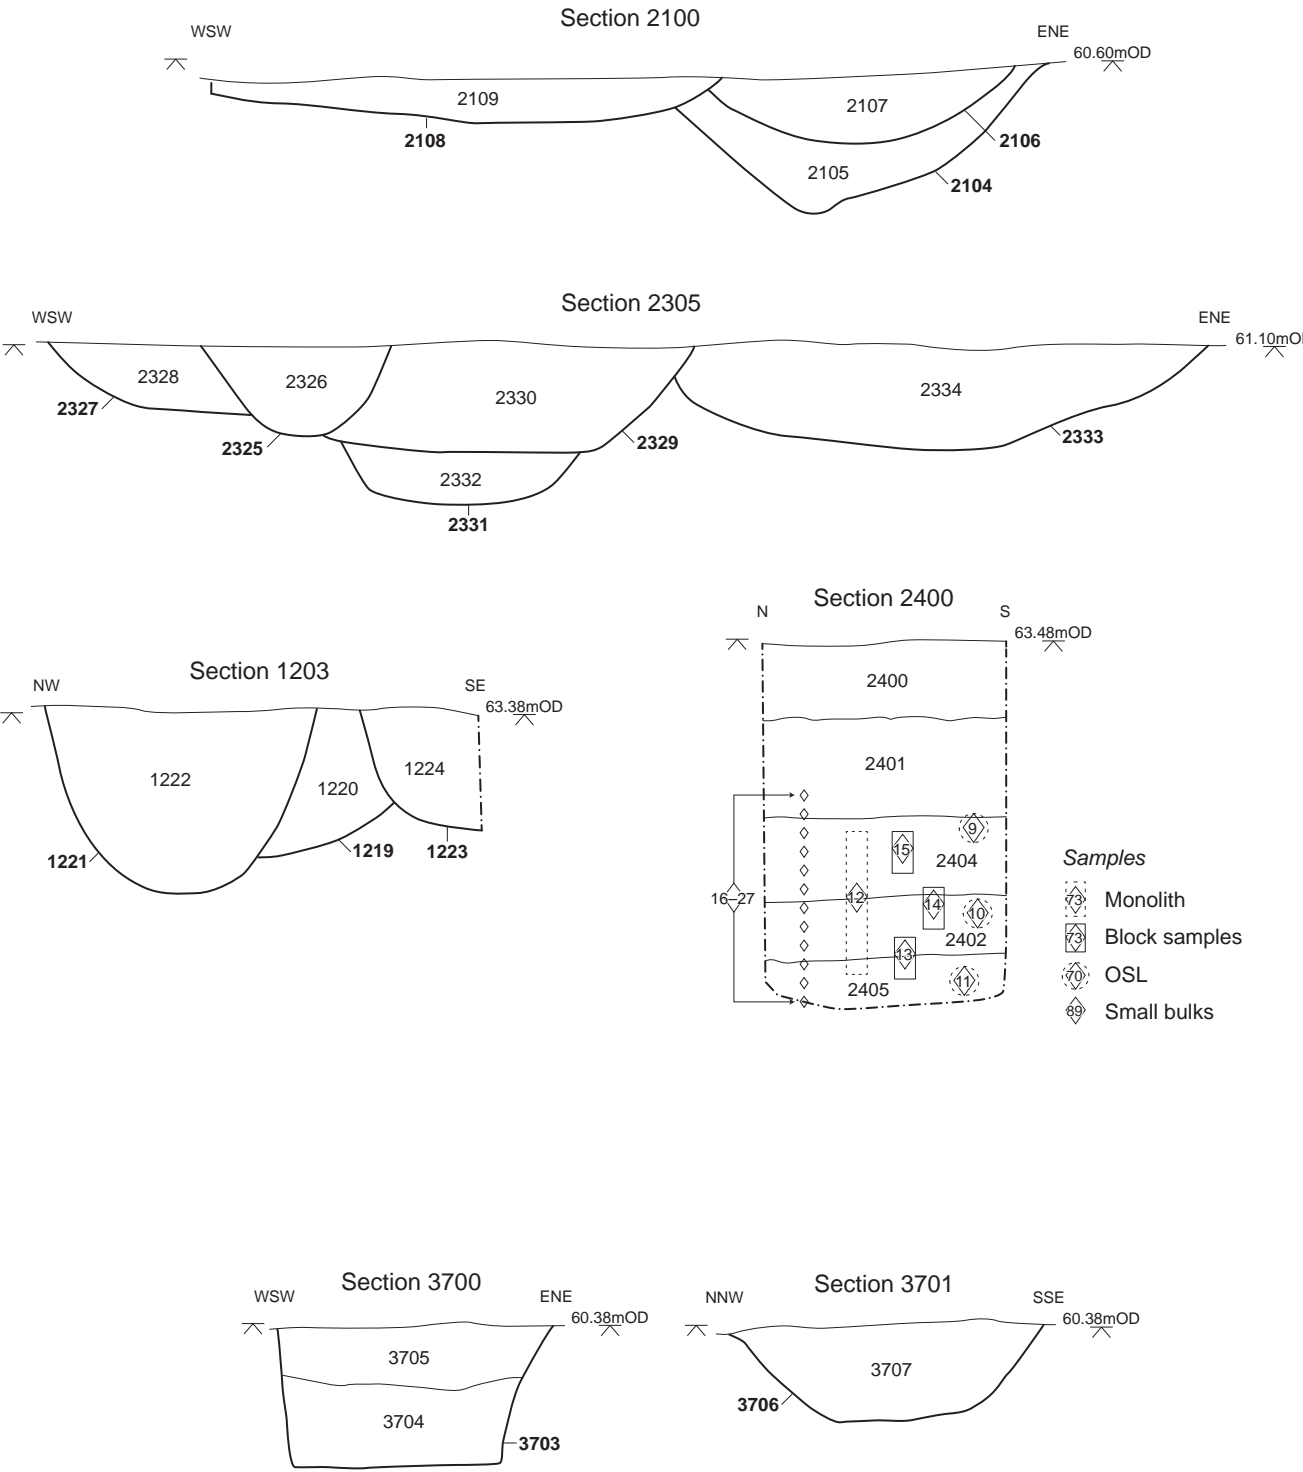 Section 2100
WSW
ENE
60.60mOD
2109
2107
2108
2106
2105
2104
Section 2305
WSW
ENE
61.10mO
2328
2326
2330
2334
2327
2325
2329
2333
2332
2331
Section 2400
N
S
63.48mOD
2400
2401
9
15
2404
16–27
12
14
10
2402
13
11
2405
Samples
73 Monolith
73 Block samples
70 OSL
89 Small bulks
Section 1203
NW
SE
63.38mOD
1222
1224
1220
1221
1219
1223
Section 3700
WSW
ENE
60.38mOD
3705
3704
3703
Section 3701
NNW
SSE
60.38mOD
3707
3706